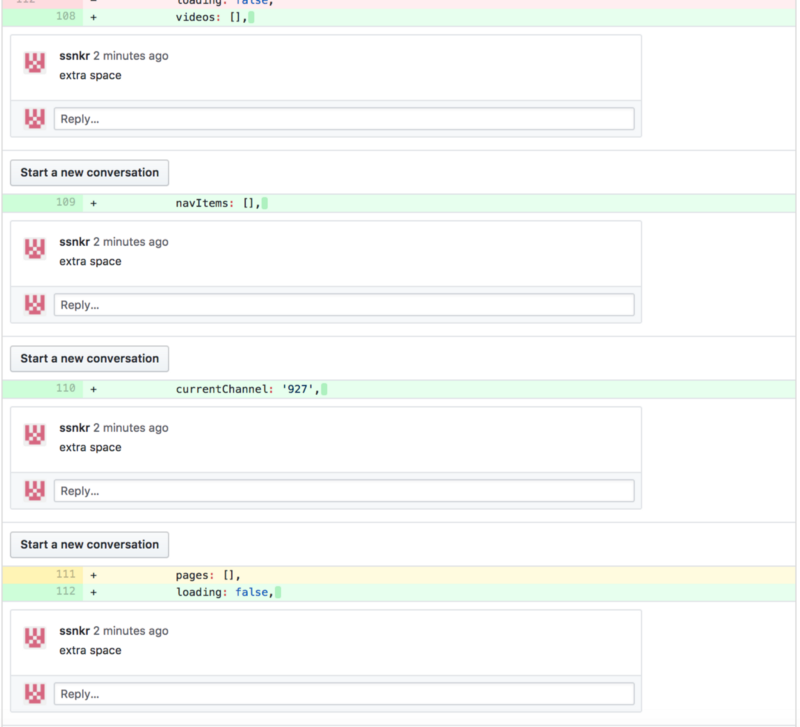 112 - loading: false,
108 + videos: [],
ssnkr 2 minutes ago
extra space
Reply...
Start a new conversation
109 + navItems: [],
ssnkr 2 minutes ago
extra space
Reply...
Start a new conversation
110 + currentChannel: '927',
ssnkr 2 minutes ago
extra space
Reply...
Start a new conversation
111 + pages: [],
112 + loading: false,
ssnkr 2 minutes ago
extra space
Reply...